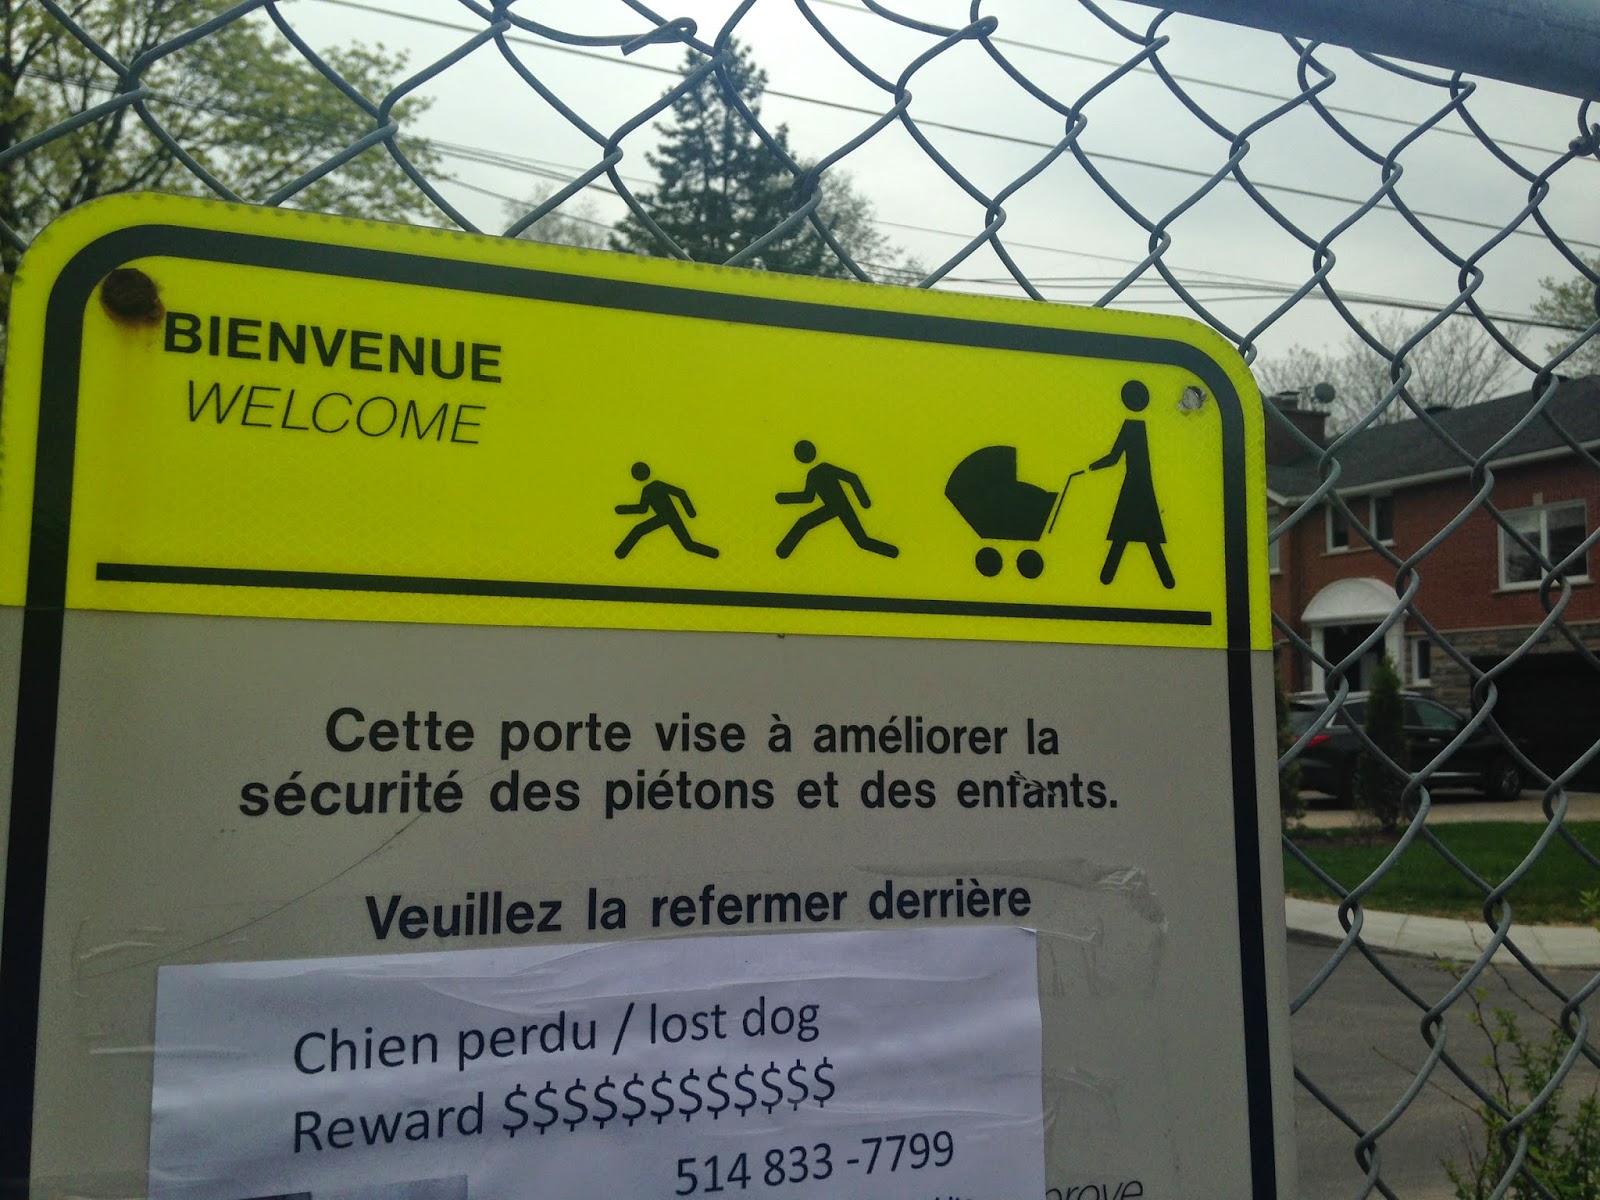 BIENVENUE
WELCOME
Cette porte vise à améliorer la
sécurité des piétons et des enfants.
Veuillez la refermer derrière
Chien perdu / lost dog
Reward $$$$$$$$$$$$
514 833 -7799